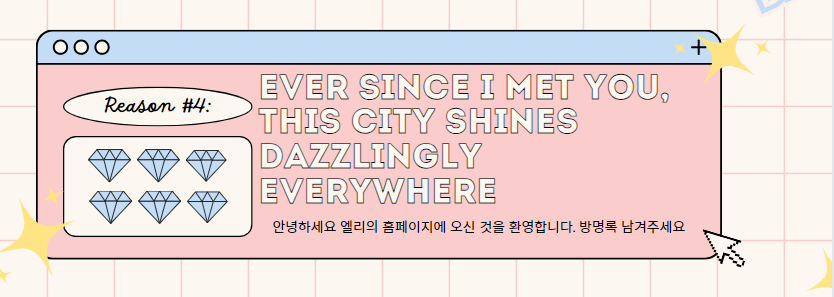 Reason #4:
EVER SINCE I MET YOU,
THIS CITY SHINES
DAZZLINGLY
EVERYWHERE
안녕하세요 엘리의 홈페이지에 오신 것을 환영합니다. 방명록 남겨주세요